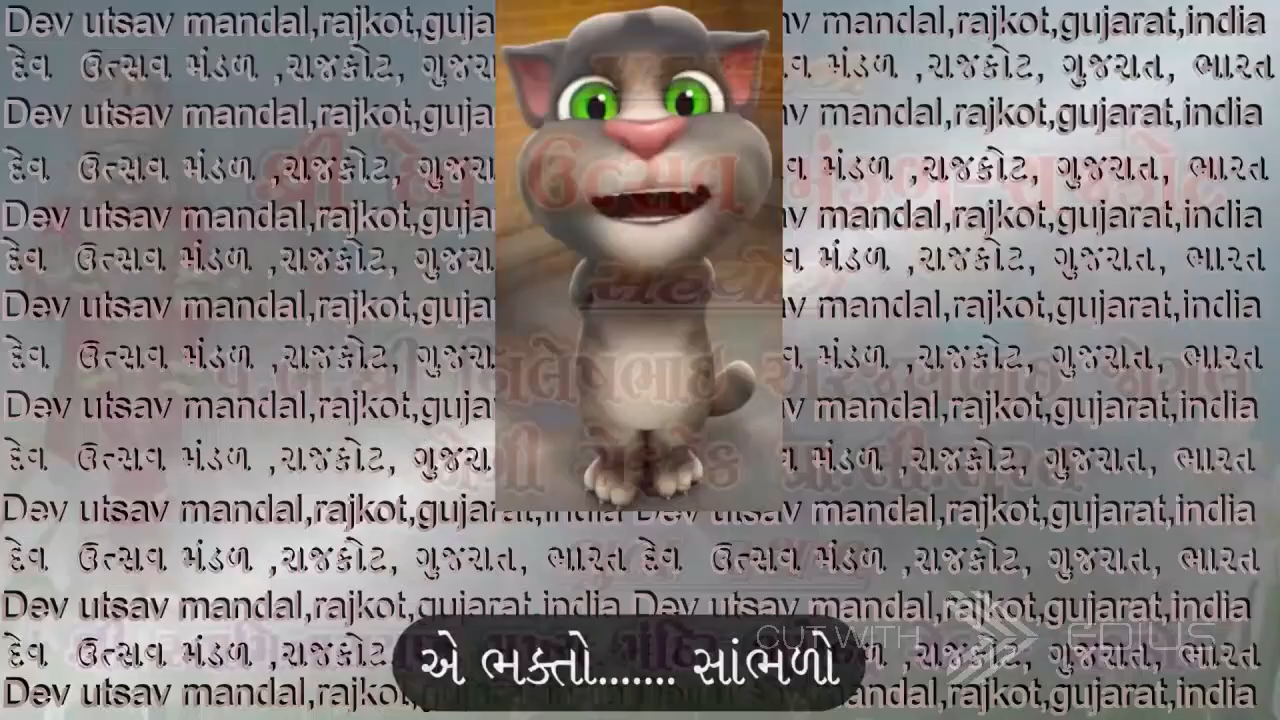 Dev utsav mandal,rajkot,guja v mandal,rajkot,gujarat,india
દેવ ઉત્સવ મંડળ ,રાજકોટ, ગુજરા વ મંડળ ,રાજકોટ, ગુજરાત, ભારત
Dev utsav mandal,rajkot,guja v mandal,rajkot,gujarat,india
દેવ ઉત્સવ મંડળ ,રાજકોટ, ગુજરા વ મંડળ ,રાજકોટ, ગુજરાત, ભારત
શ્રી દેવ ઉત્સવ મંડળ-રાજકોટ
Dev utsav mandal,rajkot,guja v mandal,rajkot,gujarat,india
દેવ ઉત્સવ મંડળ ,રાજકોટ, ગુજરા વ મંડળ ,રાજકોટ, ગુજરાત, ભારત
સહયોગ
Dev utsav mandal,rajkot,guja v mandal,rajkot,gujarat,india
દેવ ઉત્સવ મંડળ ,રાજકોટ, ગુજરા વ મંડળ ,રાજકોટ, ગુજરાત, ભારત
Dev utsav mandal,rajkot,guja v mandal,rajkot,gujarat,india
દેવ ઉત્સવ મંડળ ,રાજકોટ, ગુજરા વ મંડળ ,રાજકોટ, ગુજરાત, ભારત
Dev utsav mandal,rajkot,gujarat,india Dev utsav mandal,rajkot,gujarat,india
દેવ ઉત્સવ મંડળ ,રાજકોટ, ગુજરાત, ભારત દેવ ઉત્સવ મંડળ ,રાજકોટ, ગુજરાત, ભારત
Dev utsav mandal,rajkot,gujarat,india Dev utsav mandal,rajkot,gujarat,india
દેવ ઉત્સવ મંડળ ,રાજકોટ, ગુજરાત, ભારત
CUT WITH EDIUS
એ ભક્તો....... સાંભળો
Dev utsav mandal,rajkot, mandal,rajkot,gujarat,india